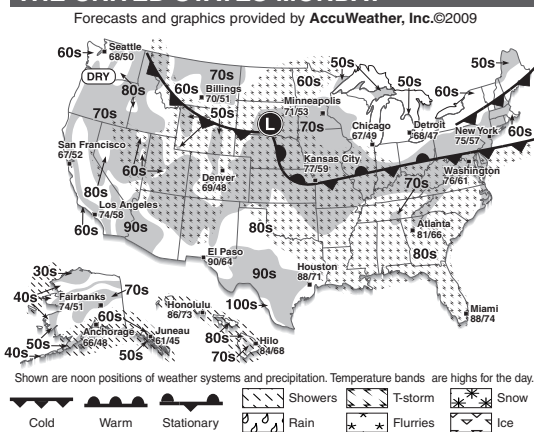 THE UNITED STATES MONDAY
Forecasts and graphics provided by AccuWeather, Inc.©2009
60s
Seattle
68/50
DRY
80s
70s
60s
Billings
70/51
50s
60s
50s
50s
60s
50s
Minneapolis
71/53
70s
70s
Chicago
67/49
Detroit
68/47
New York
75/57
60s
San Francisco
67/52
60s
Denver
69/48
Kansas City
77/59
Washington
76/61
70s
80s
Los Angeles
74/58
60s
90s
80s
Atlanta
81/66
80s
El Paso
90/64
90s
Houston
88/71
100s
Miami
88/74
30s
40s
Fairbanks
74/51
70s
60s
Anchorage
66/48
50s
40s
50s
Juneau
61/45
Honolulu
86/73
80s
70s
Hilo
84/68
Shown are noon positions of weather systems and precipitation. Temperature bands are highs for the day.
Cold
Warm
Stationary
Showers
T-storm
Snow
Rain
Flurries
Ice
L